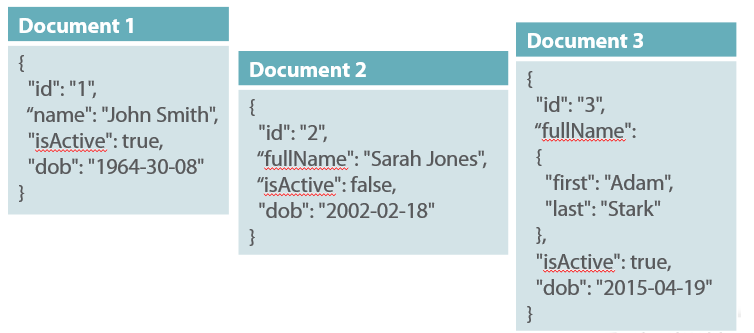 Document 1
{
"id": "1",
“name": "John Smith",
"isActive": true,
"dob": "1964-30-08"
}
Document 2
{
"id": "2",
“fullName": "Sarah Jones",
“isActive": false,
"dob": "2002-02-18"
}
Document 3
{
"id": "3",
“fullName":
{
"first": "Adam",
"last": "Stark"
},
"isActive": true,
"dob": "2015-04-19"
}